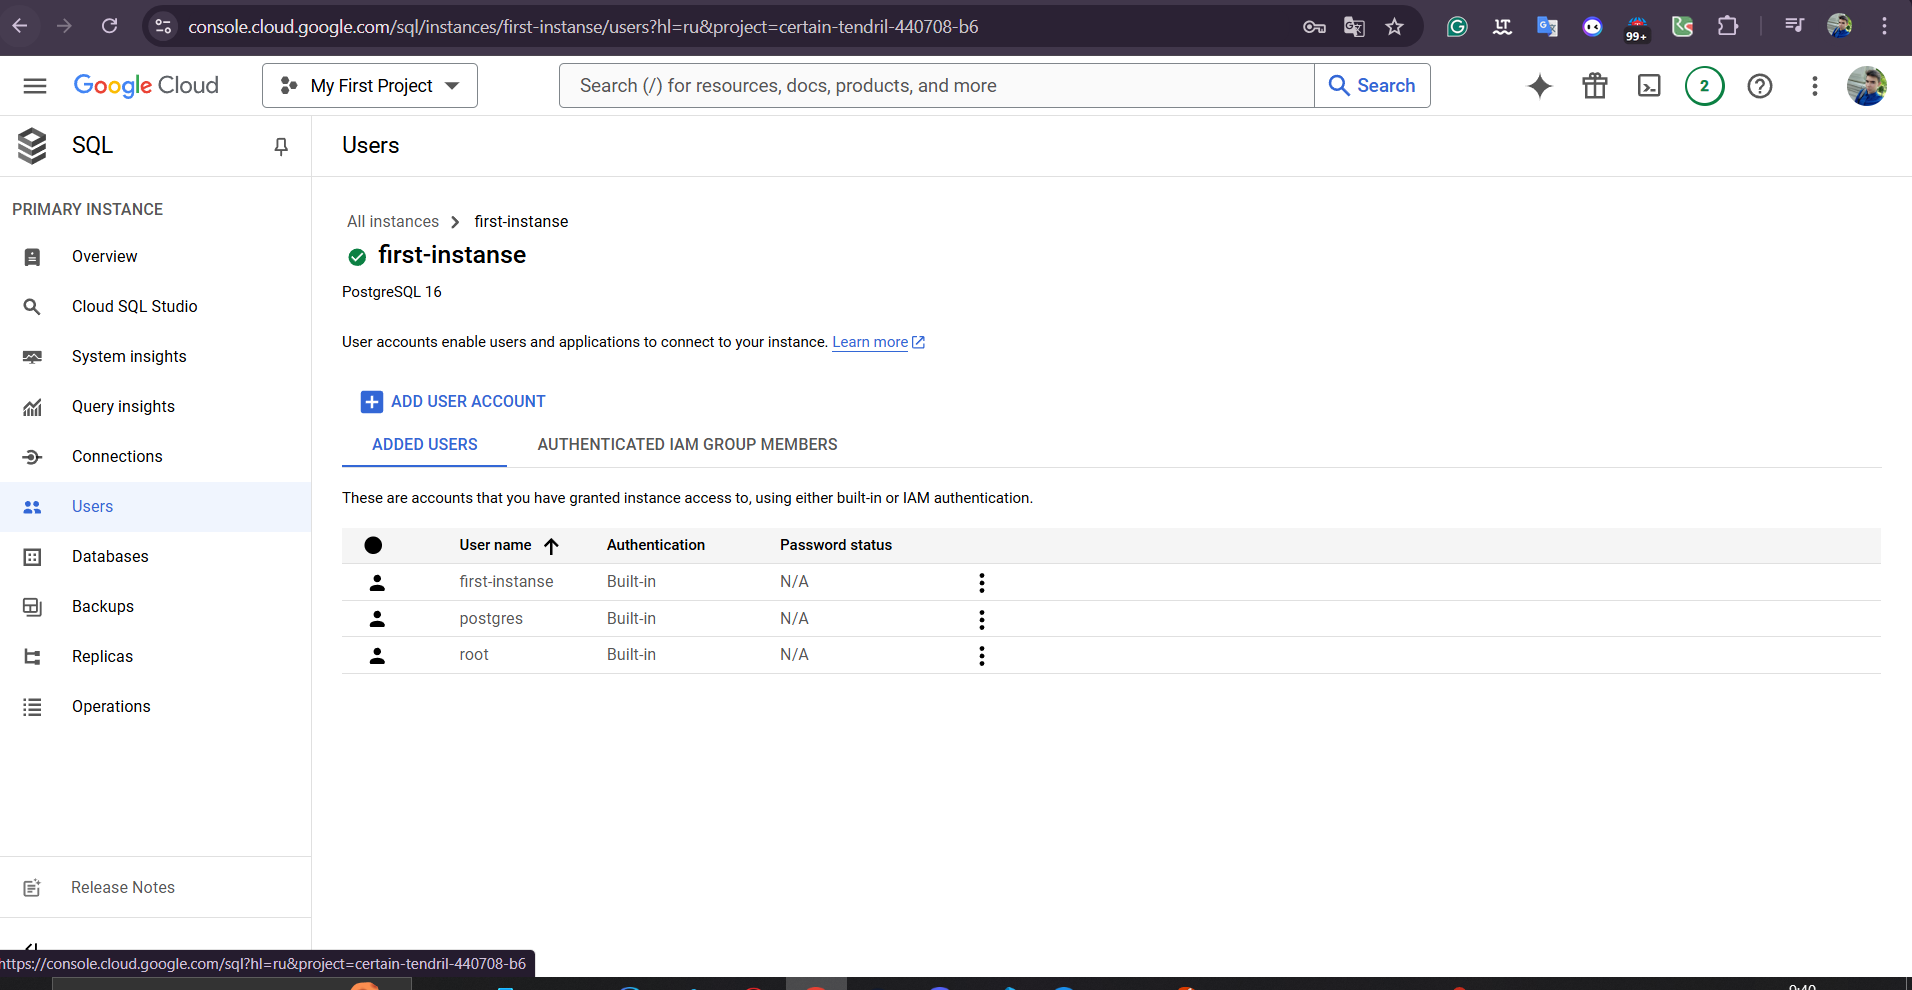 console.cloud.google.com/sql/instances/first-instanse/users?hl=ru&project=certain-tendril-440708-b6
99+
Google Cloud
My First Project
Search (/) for resources, docs, products, and more
Search
2
SQL
Users
PRIMARY INSTANCE
Overview
Cloud SQL Studio
System insights
Query insights
Connections
Users
Databases
Backups
Replicas
Operations
Release Notes
All instances
first-instanse
first-instanse
PostgreSQL 16
User accounts enable users and applications to connect to your instance. Learn more
ADD USER ACCOUNT
ADDED USERS AUTHENTICATED IAM GROUP MEMBERS
These are accounts that you have granted instance access to, using either built-in or IAM authentication.
User name Authentication Password status
first-instanse Built-in N/A
postgres Built-in N/A
root Built-in N/A
https://console.cloud.google.com/sql?hl=ru&project=certain-tendril-440708-b6